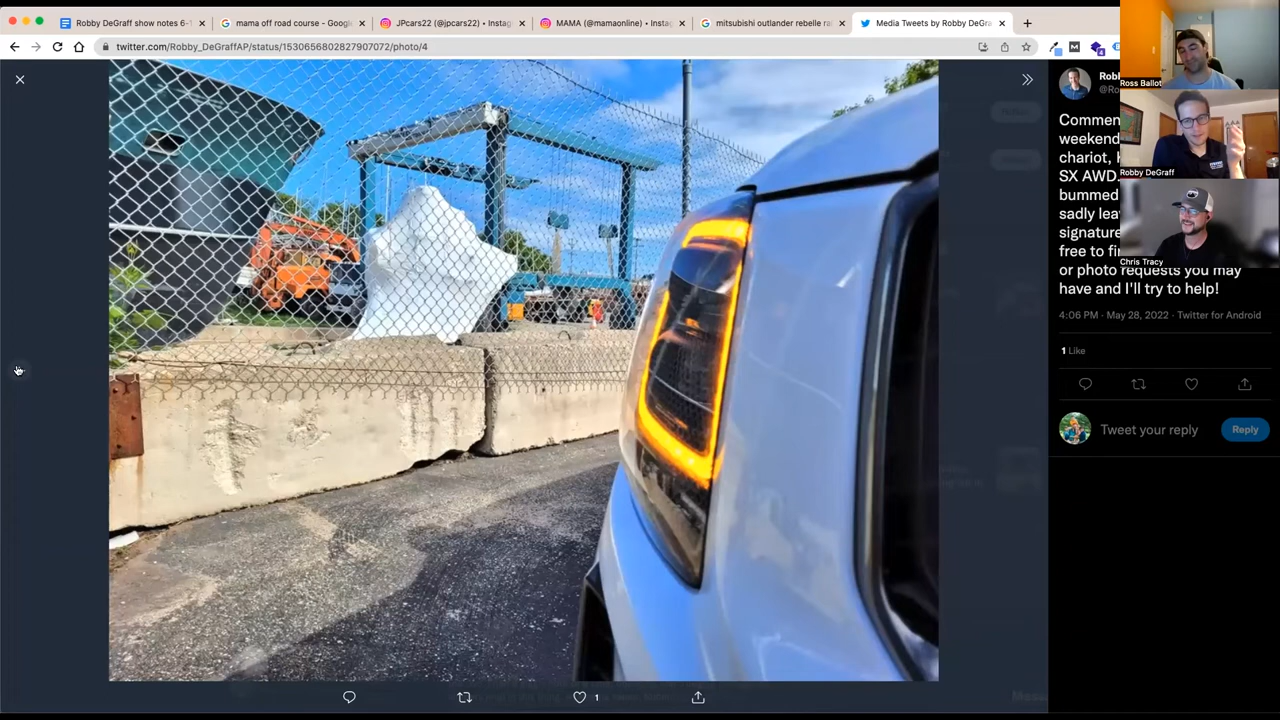 Robby DeGraff show notes 6-1
mama off road course - Google
JPcars22 (@jpcars22) • Instag
MAMA (@mamaonline) • Instag
mitsubishi outlander rebelle ra
Media Tweets by Robby DeGra
twitter.com/Robby_DeGraffAP/status/1530656802827907072/photo/4
Ross Ballot
Robby DeGraff
Chris Tracy
Robb
@Ro
Commen
weekend
chariot,
SX AWD.
bummed
sadly lea
signature
free to fi
or photo requests you may
have and I'll try to help!
4:06 PM · May 28, 2022 · Twitter for Android
1 Like
Tweet your reply
Reply
1